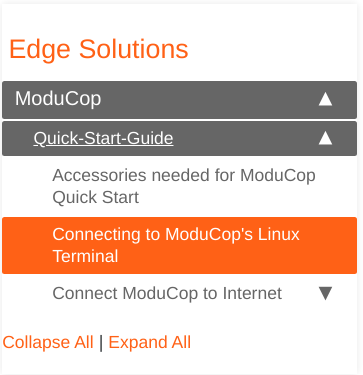 Edge Solutions
ModuCop
Quick-Start-Guide
Accessories needed for ModuCop
Quick Start
Connecting to ModuCop's Linux
Terminal
Connect ModuCop to Internet
Collapse All | Expand All